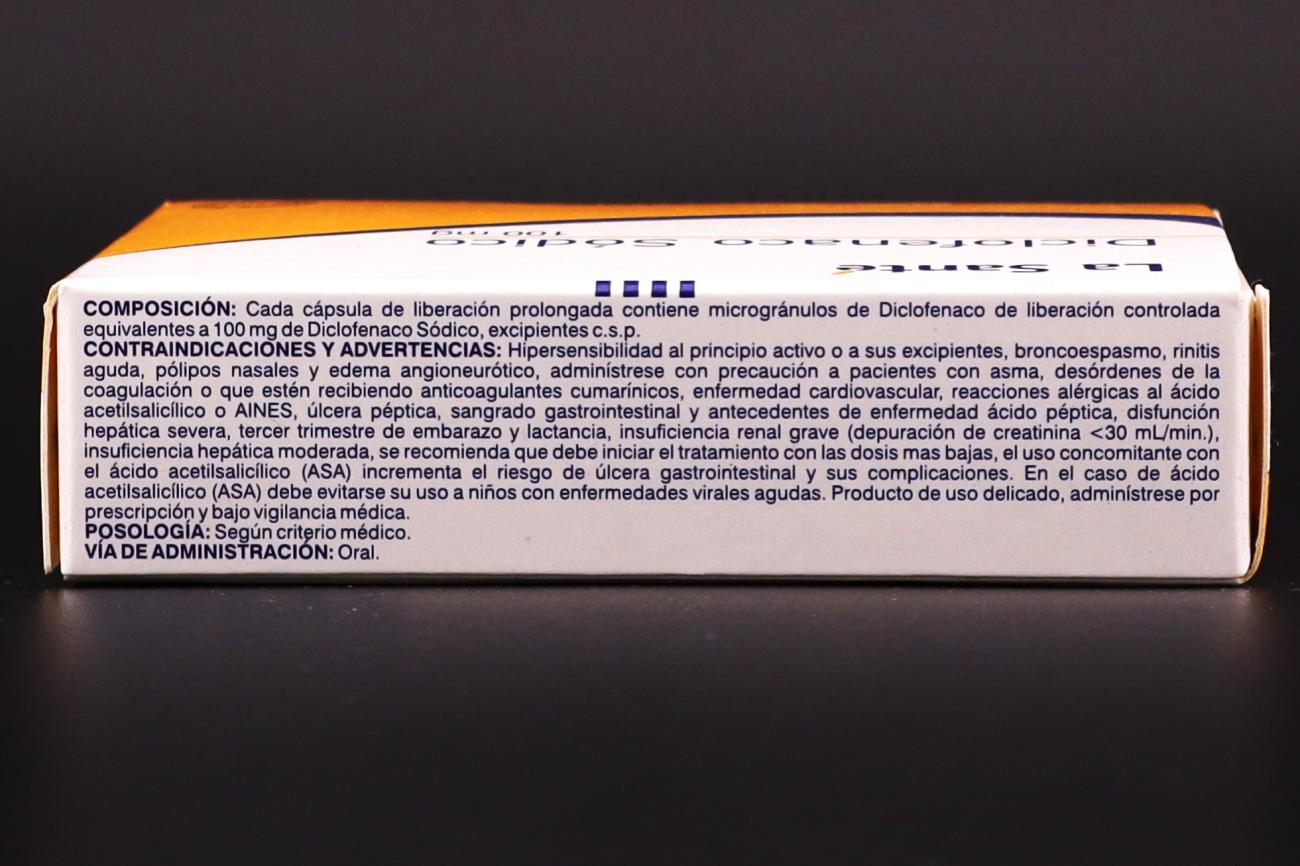 La Santé
Diclofenaco Sódico
100 mg
COMPOSICIÓN: Cada cápsula de liberación prolongada contiene microgránulos de Diclofenaco de liberación controlada
equivalentes a 100 mg de Diclofenaco Sódico, excipientes c.s.p.
CONTRAINDICACIONES Y ADVERTENCIAS: Hipersensibilidad al principio activo o a sus excipientes, broncoespasmo, rinitis
aguda, pólipos nasales y edema angioneurótico, adminístrese con precaución a pacientes con asma, desórdenes de la
coagulación o que estén recibiendo anticoagulantes cumarínicos, enfermedad cardiovascular, reacciones alérgicas al ácido
acetilsalicílico o AINES, úlcera péptica, sangrado gastrointestinal y antecedentes de enfermedad ácido péptica, disfunción
hepática severa, tercer trimestre de embarazo y lactancia, insuficiencia renal grave (depuración de creatinina <30 mL/min.),
insuficiencia hepática moderada, se recomienda que debe iniciar el tratamiento con las dosis mas bajas, el uso concomitante con
el ácido acetilsalicílico (ASA) incrementa el riesgo de úlcera gastrointestinal y sus complicaciones. En el caso de ácido
acetilsalicílico (ASA) debe evitarse su uso a niños con enfermedades virales agudas. Producto de uso delicado, adminístrese por
prescripción y bajo vigilancia médica.
POSOLOGÍA: Según criterio médico.
VÍA DE ADMINISTRACIÓN: Oral.